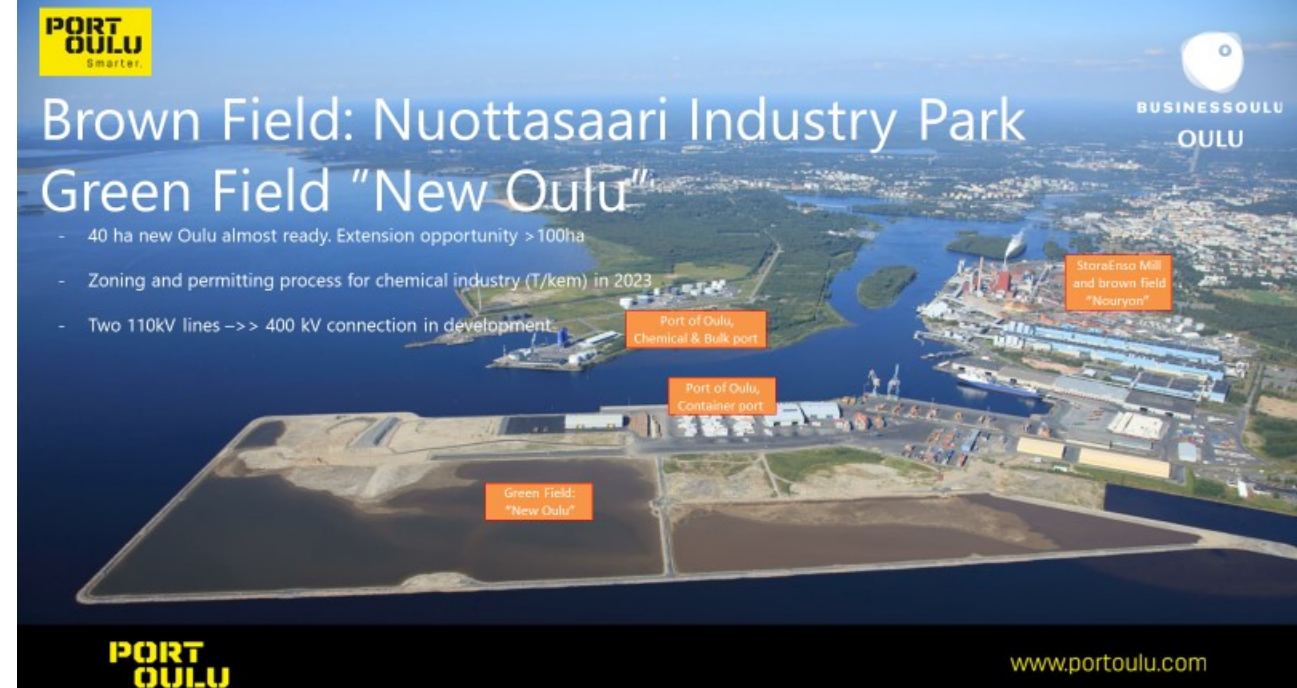 PORT
OULU
Smarter.
BUSINESSOULU
OULU
Brown Field: Nuottasaari Industry Park
Green Field "New Oulu"
- 40 ha new Oulu almost ready. Extension opportunity >100ha
- Zoning and permitting process for chemical industry (T/kem) in 2023
- Two 110kV lines –>> 400 kV connection in development
StoraEnso Mill
and brown field
"Nouryon"
Port of Oulu,
Chemical & Bulk port
Port of Oulu,
Container port
Green Field:
"New Oulu"
PORT
OULU
www.portoulu.com